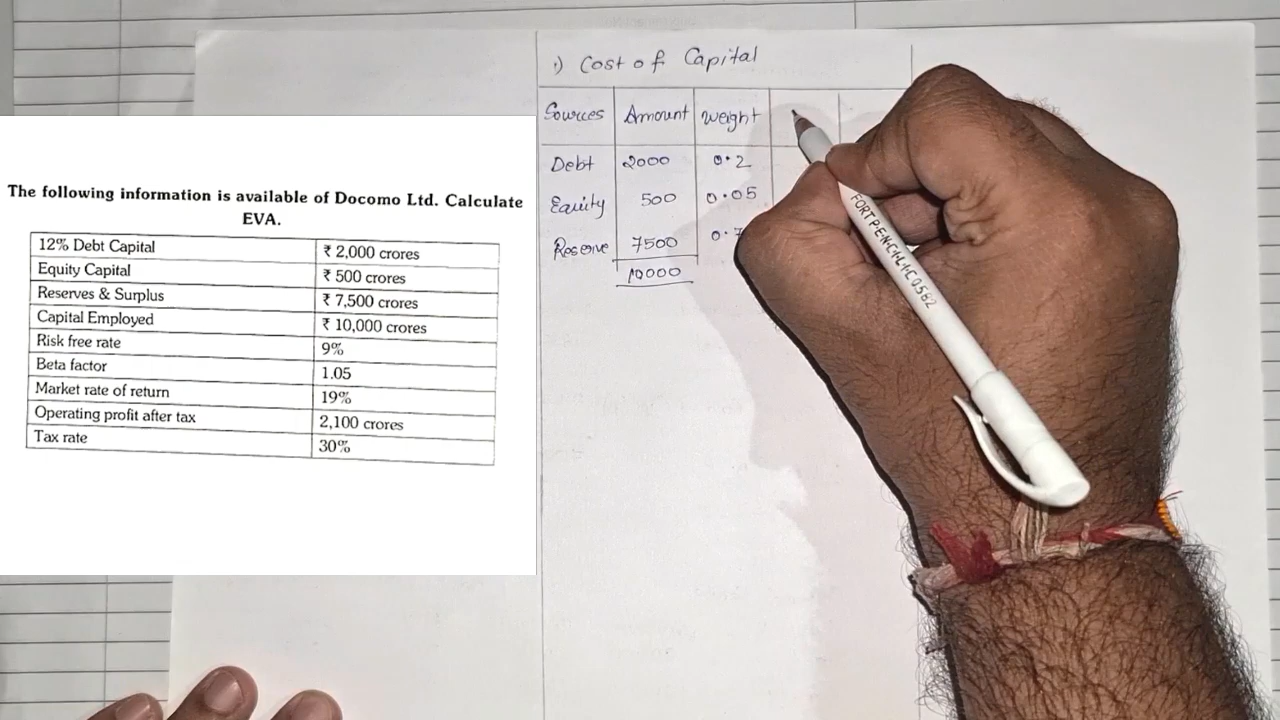 The following information is available of Docomo Ltd. Calculate
EVA.
12% Debt Capital ₹ 2,000 crores
Equity Capital ₹ 500 crores
Reserves & Surplus ₹ 7,500 crores
Capital Employed ₹ 10,000 crores
Risk free rate 9%
Beta factor 1.05
Market rate of return 19%
Operating profit after tax 2,100 crores
Tax rate 30%
1) Cost of Capital
Sources Amount Weight
Debt 2000 0.2
Equity 500 0.05
Reserve 7500
10000